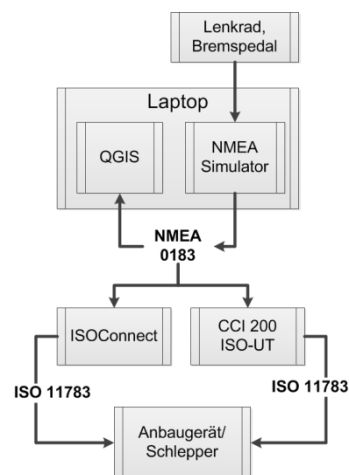 Lenkrad,
Bremspedal
Laptop
QGIS
NMEA
Simulator
NMEA
0183
ISOConnect
CCI 200
ISO-UT
ISO 11783
ISO 11783
Anbaugerät/
Schlepper